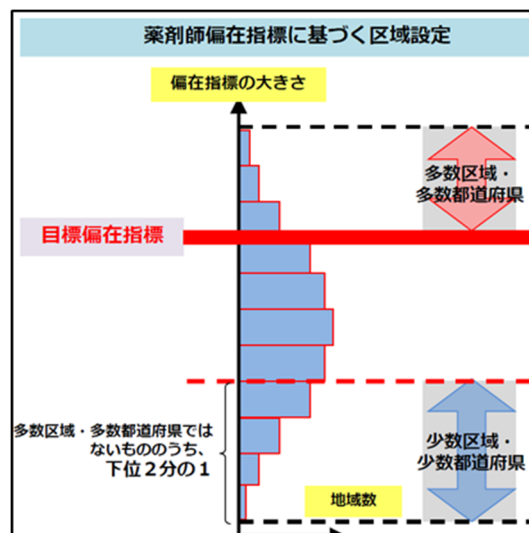 薬剤師偏在指標に基づく区域設定
偏在指標の大きさ
多数区域・
多数都道府県
目標偏在指標
多数区域・多数都道府県では
ないもののうち、
下位２分の１
少数区域・
少数都道府県
地域数